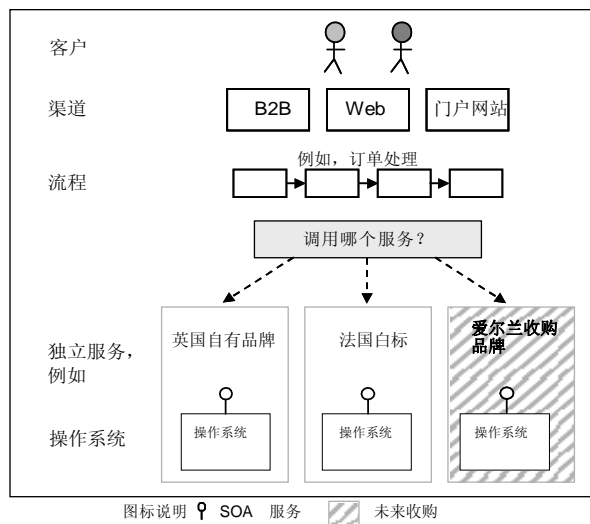 客户
渠道
B2B
Web
门户网站
例如，订单处理
流程
调用哪个服务？
英国自有品牌
法国白标
爱尔兰收购
品牌
独立服务，
例如
操作系统
操作系统
操作系统
操作系统
图标说明 SOA 服务 未来收购